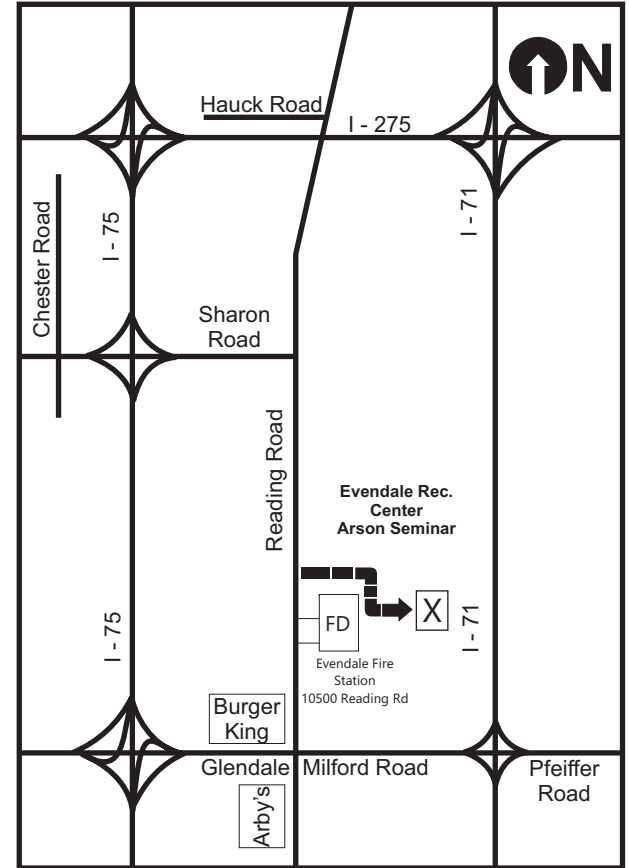 N
Hauck Road
I - 275
Chester Road
I - 75
I - 71
Sharon
Road
Reading Road
Evendale Rec.
Center
Arson Seminar
X
FD
I - 75
I - 71
Evendale Fire
Station
10500 Reading Rd
Burger
King
Glendale Milford Road
Pfeiffer
Road
Arby's